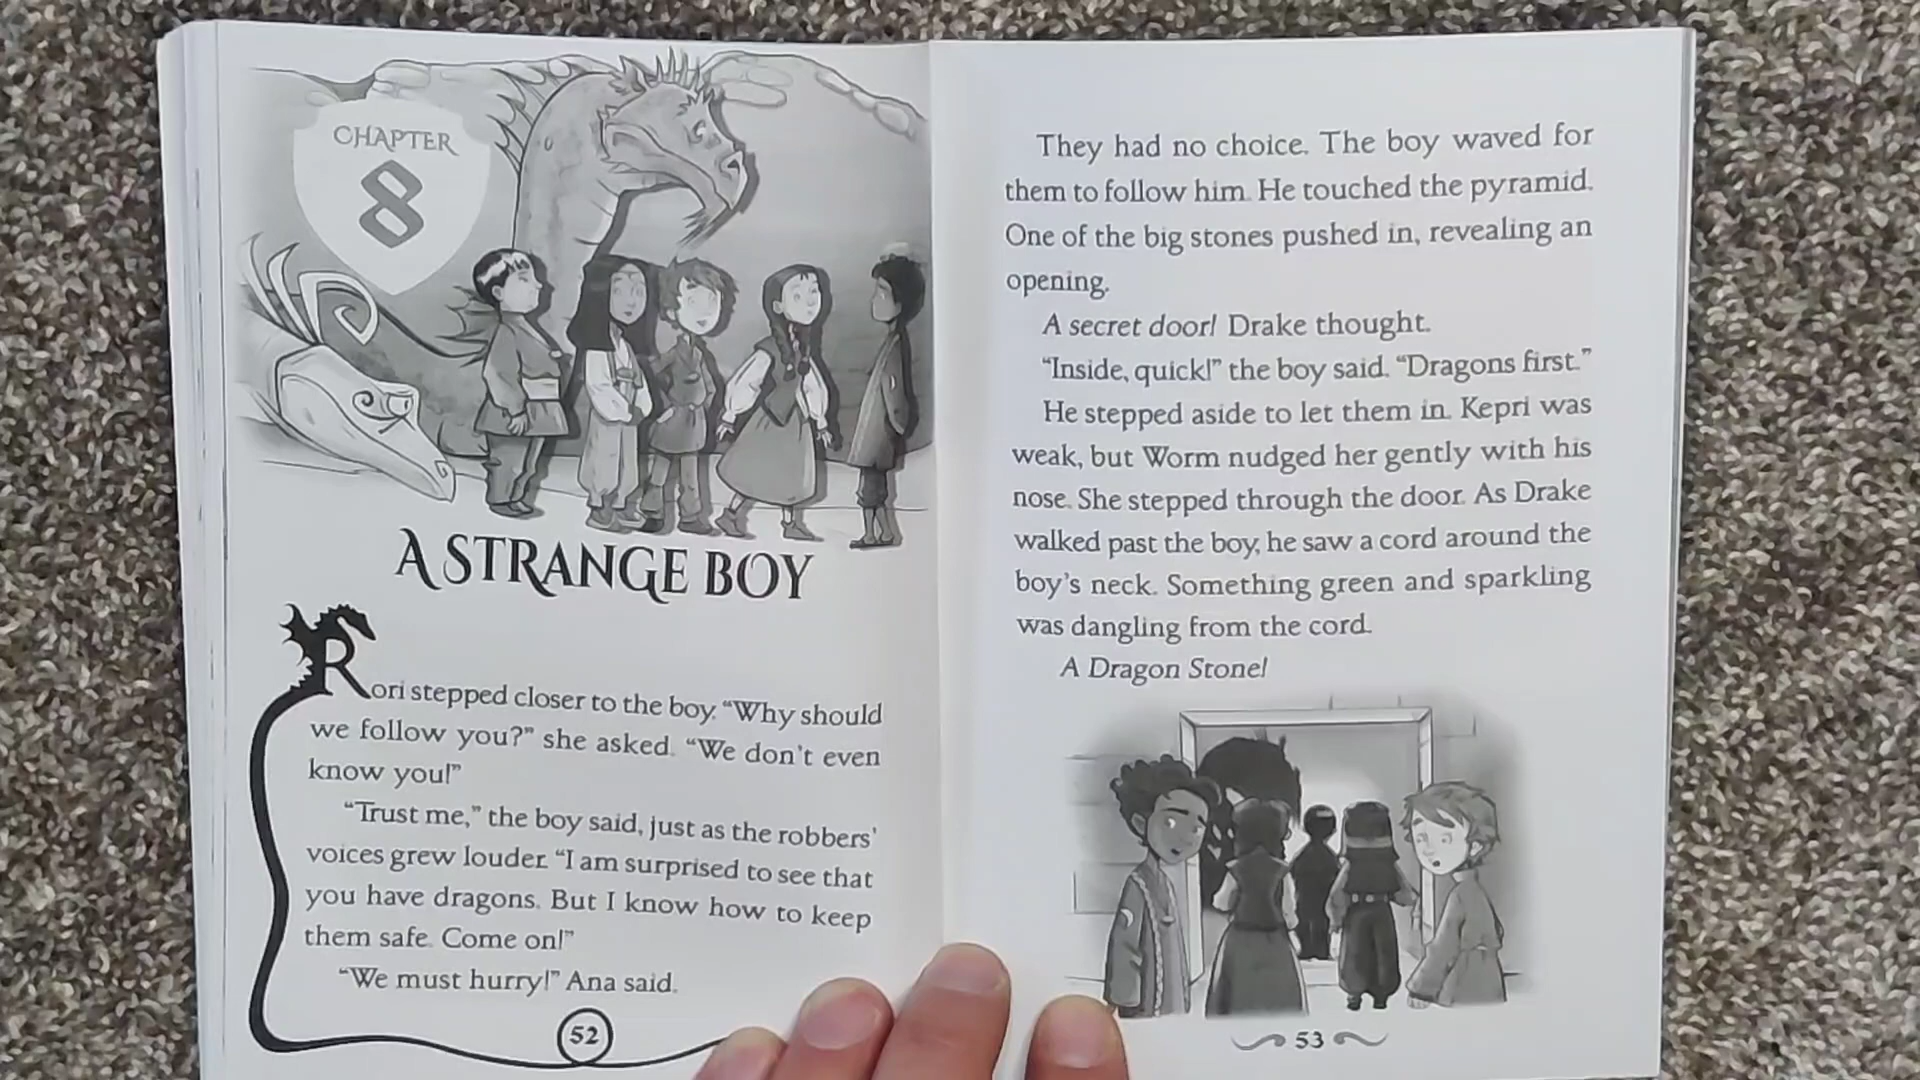 CHAPTER
8
A STRANGE BOY
Rori stepped closer to the boy. “Why should
we follow you?” she asked. “We don’t even
know you!”
“Trust me,” the boy said, just as the robbers’
voices grew louder. “I am surprised to see that
you have dragons. But I know how to keep
them safe. Come on!”
“We must hurry!” Ana said.
52
They had no choice. The boy waved for
them to follow him. He touched the pyramid.
One of the big stones pushed in, revealing an
opening.
A secret door! Drake thought.
“Inside, quick!” the boy said. “Dragons first.”
He stepped aside to let them in. Kepri was
weak, but Worm nudged her gently with his
nose. She stepped through the door. As Drake
walked past the boy, he saw a cord around the
boy’s neck. Something green and sparkling
was dangling from the cord.
A Dragon Stone!
53